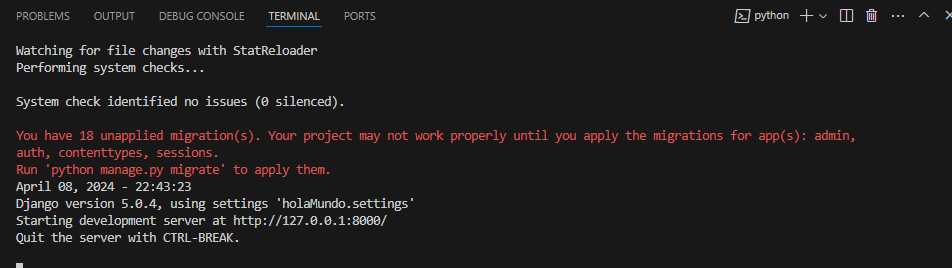 PROBLEMS OUTPUT DEBUG CONSOLE TERMINAL PORTS python
Watching for file changes with StatReloader
Performing system checks...
System check identified no issues (0 silenced).
You have 18 unapplied migration(s). Your project may not work properly until you apply the migrations for app(s): admin,
auth, contenttypes, sessions.
Run 'python manage.py migrate' to apply them.
April 08, 2024 - 22:43:23
Django version 5.0.4, using settings 'holaMundo.settings'
Starting development server at http://127.0.0.1:8000/
Quit the server with CTRL-BREAK.